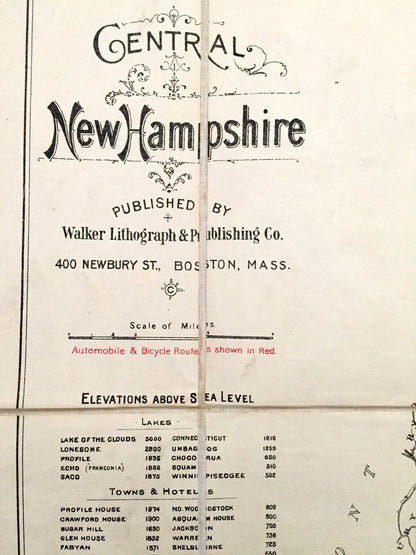 CENTRAL
New Hampshire
PUBLISHED BY
Walker Lithograph & Publishing Co.
400 NEWBURY ST., BOSTON, MASS.
Scale of Miles
Automobile & Bicycle Routes shown in Red.
ELEVATIONS ABOVE SEA LEVEL
LAKES
LAKE OF THE CLOUDS 5000 CONNECTICUT 1618
LONESOME 2800 UMBAGOG 1259
PROFILE 1935 CHOCORUA 650
ECHO (FRANCONIA) 1888 SQUAM 510
SACO 1875 WINNIPISEOGEE 502
TOWNS & HOTELS
PROFILE HOUSE 1974 NO. WOODSTOCK 809
CRAWFORD HOUSE 1900 ASQUAM HOUSE 800
SUGAR HILL 1650 JACKSON 750
GLEN HOUSE 1632 WARREN 736
FABYAN 1571 SHELBURNE
N T